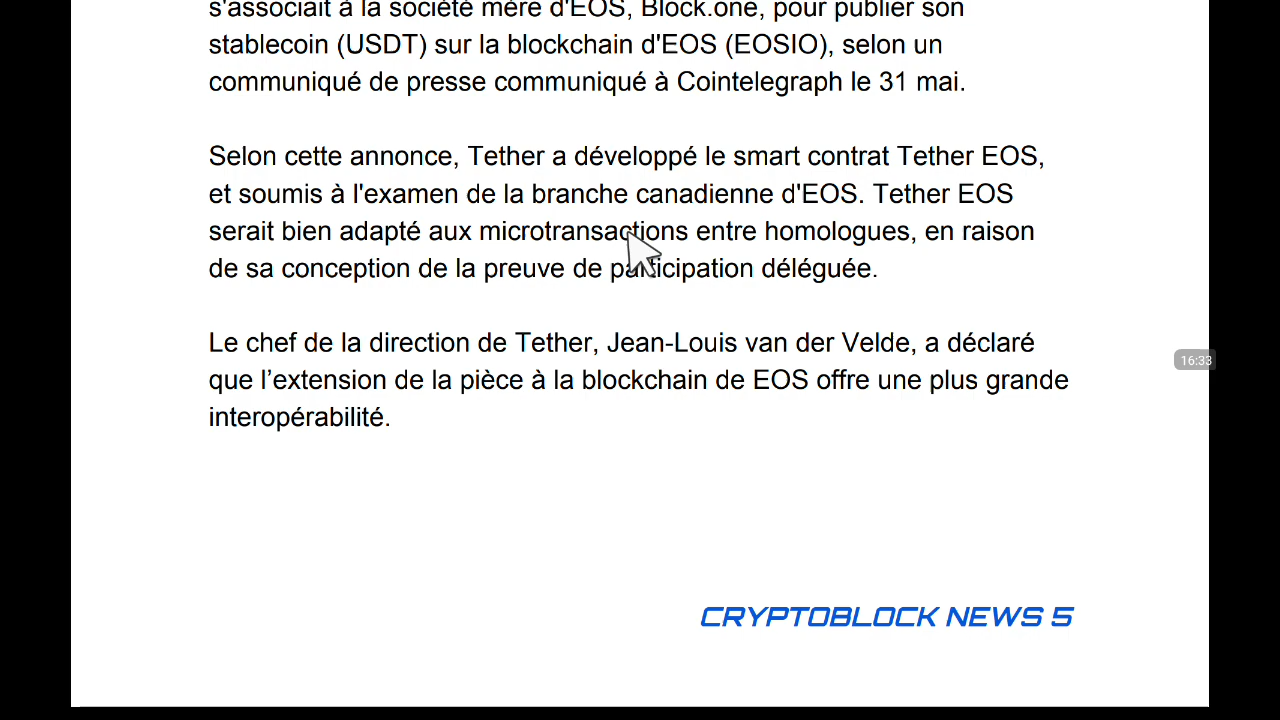 s'associait à la société mère d'EOS, Block.one, pour publier son
stablecoin (USDT) sur la blockchain d'EOS (EOSIO), selon un
communiqué de presse communiqué à Cointelegraph le 31 mai.
Selon cette annonce, Tether a développé le smart contrat Tether EOS,
et soumis à l'examen de la branche canadienne d'EOS. Tether EOS
serait bien adapté aux microtransactions entre homologues, en raison
de sa conception de la preuve de participation déléguée.
Le chef de la direction de Tether, Jean-Louis van der Velde, a déclaré
que l’extension de la pièce à la blockchain de EOS offre une plus grande
interopérabilité.
16:33
CRYPTOBLOCK NEWS 5